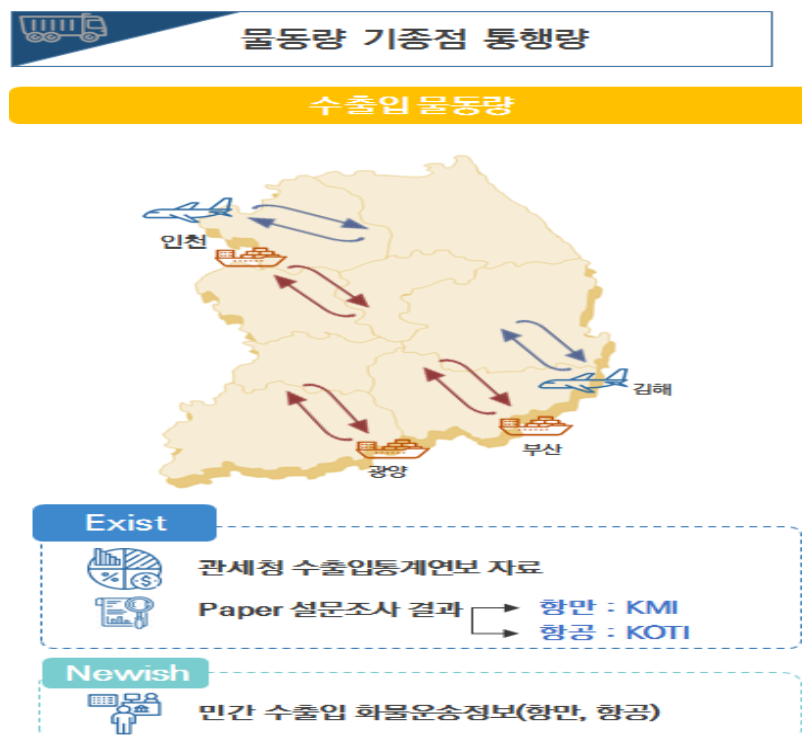 물동량 기종점 통행량
수출입 물동량
인천
김해
부산
광양
Exist
관세청 수출입통계연보 자료
Paper 설문조사 결과
항만 : KMI
항공 : KOTI
Newish
민간 수출입 화물운송정보(항만, 항공)